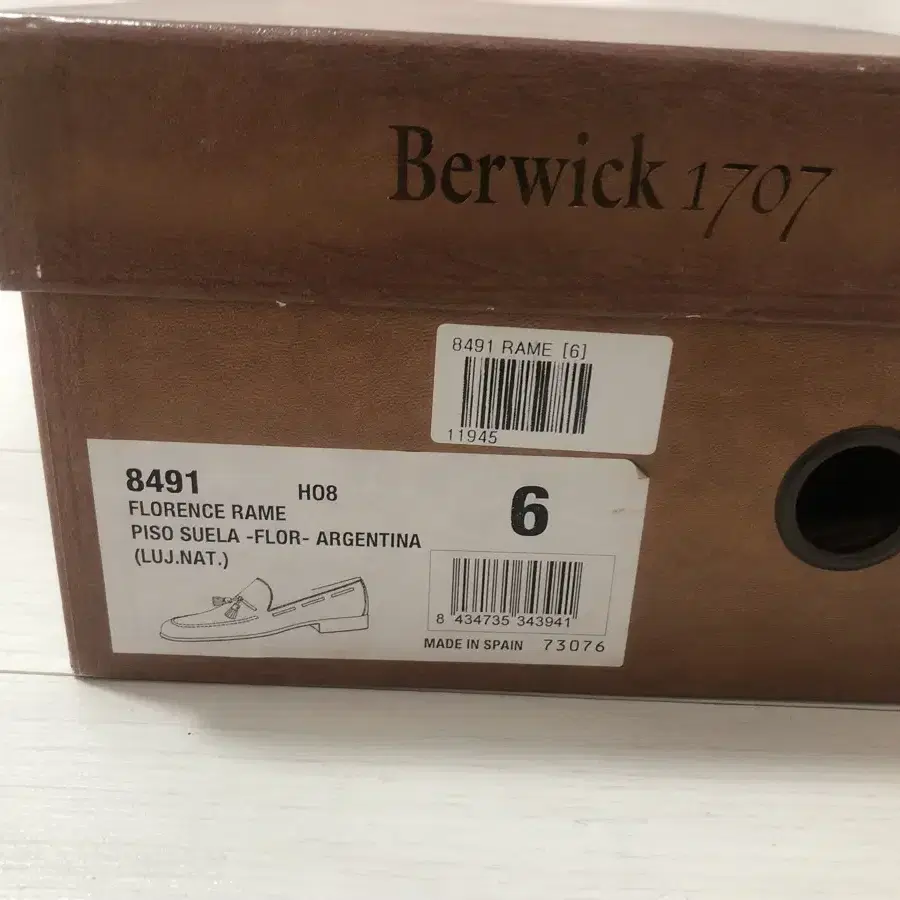 Berwick 1707
8491 RAME [6]
11945
8491
H08
6
FLORENCE RAME
PISO SUELA -FLOR- ARGENTINA
(LUJ.NAT.)
8 434735 343941
MADE IN SPAIN 73076